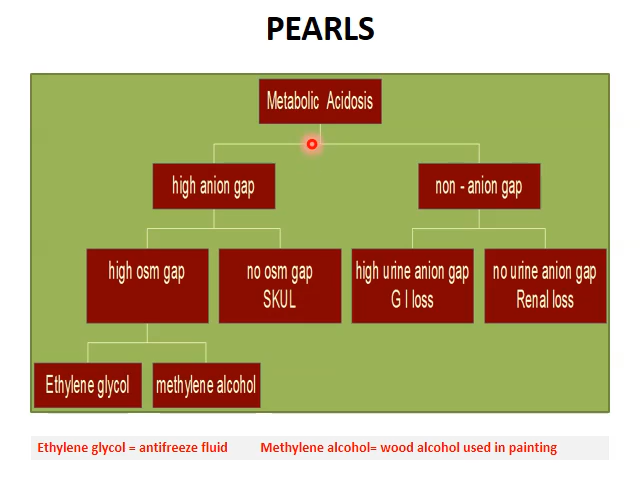 PEARLS
Metabolic Acidosis
high anion gap
non - anion gap
high osm gap
no osm gap
SKUL
high urine anion gap
G I loss
no urine anion gap
Renal loss
Ethylene glycol
methylene alcohol
Ethylene glycol = antifreeze fluid Methylene alcohol= wood alcohol used in painting